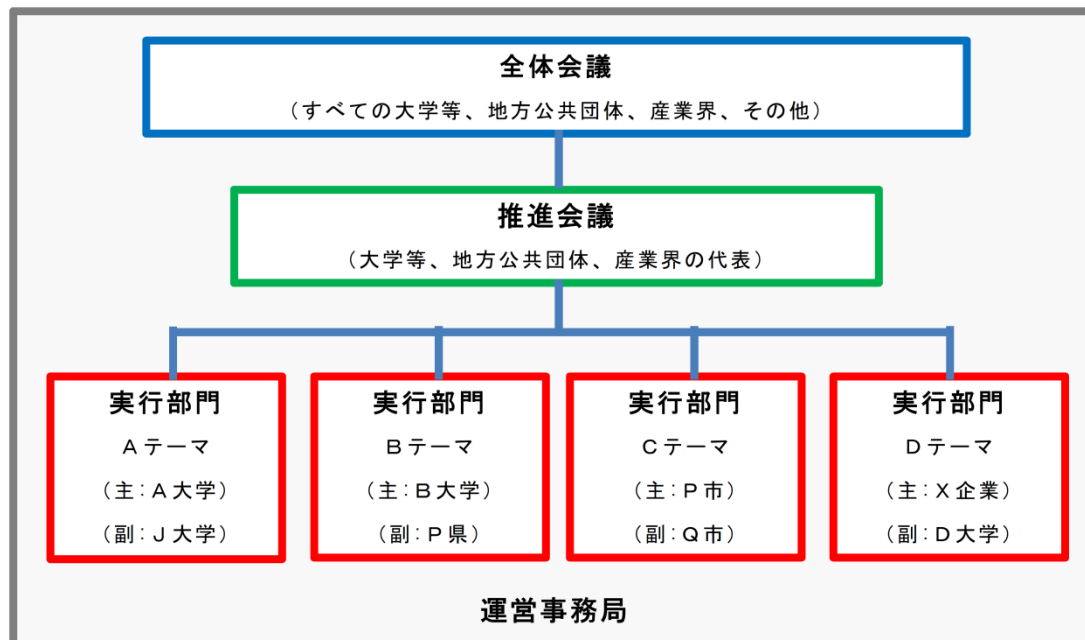 全体会議
（すべての大学等、地方公共団体、産業界、その他）
推進会議
（大学等、地方公共団体、産業界の代表）
実行部門
Ａテーマ
（主：Ａ大学）
（副：Ｊ大学）
実行部門
Ｂテーマ
（主：Ｂ大学）
（副：Ｐ県）
実行部門
Ｃテーマ
（主：Ｐ市）
（副：Ｑ市）
実行部門
Ｄテーマ
（主：Ｘ企業）
（副：Ｄ大学）
運営事務局